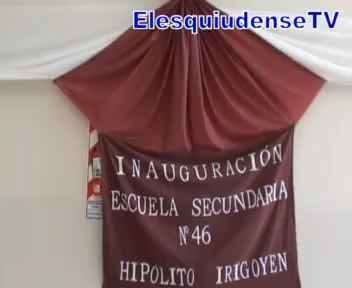 ElesquiudenseTV
INAUGURACIÓN
ESCUELA SECUNDARIA
Nº46
HIPÓLITO IRIGOYEN